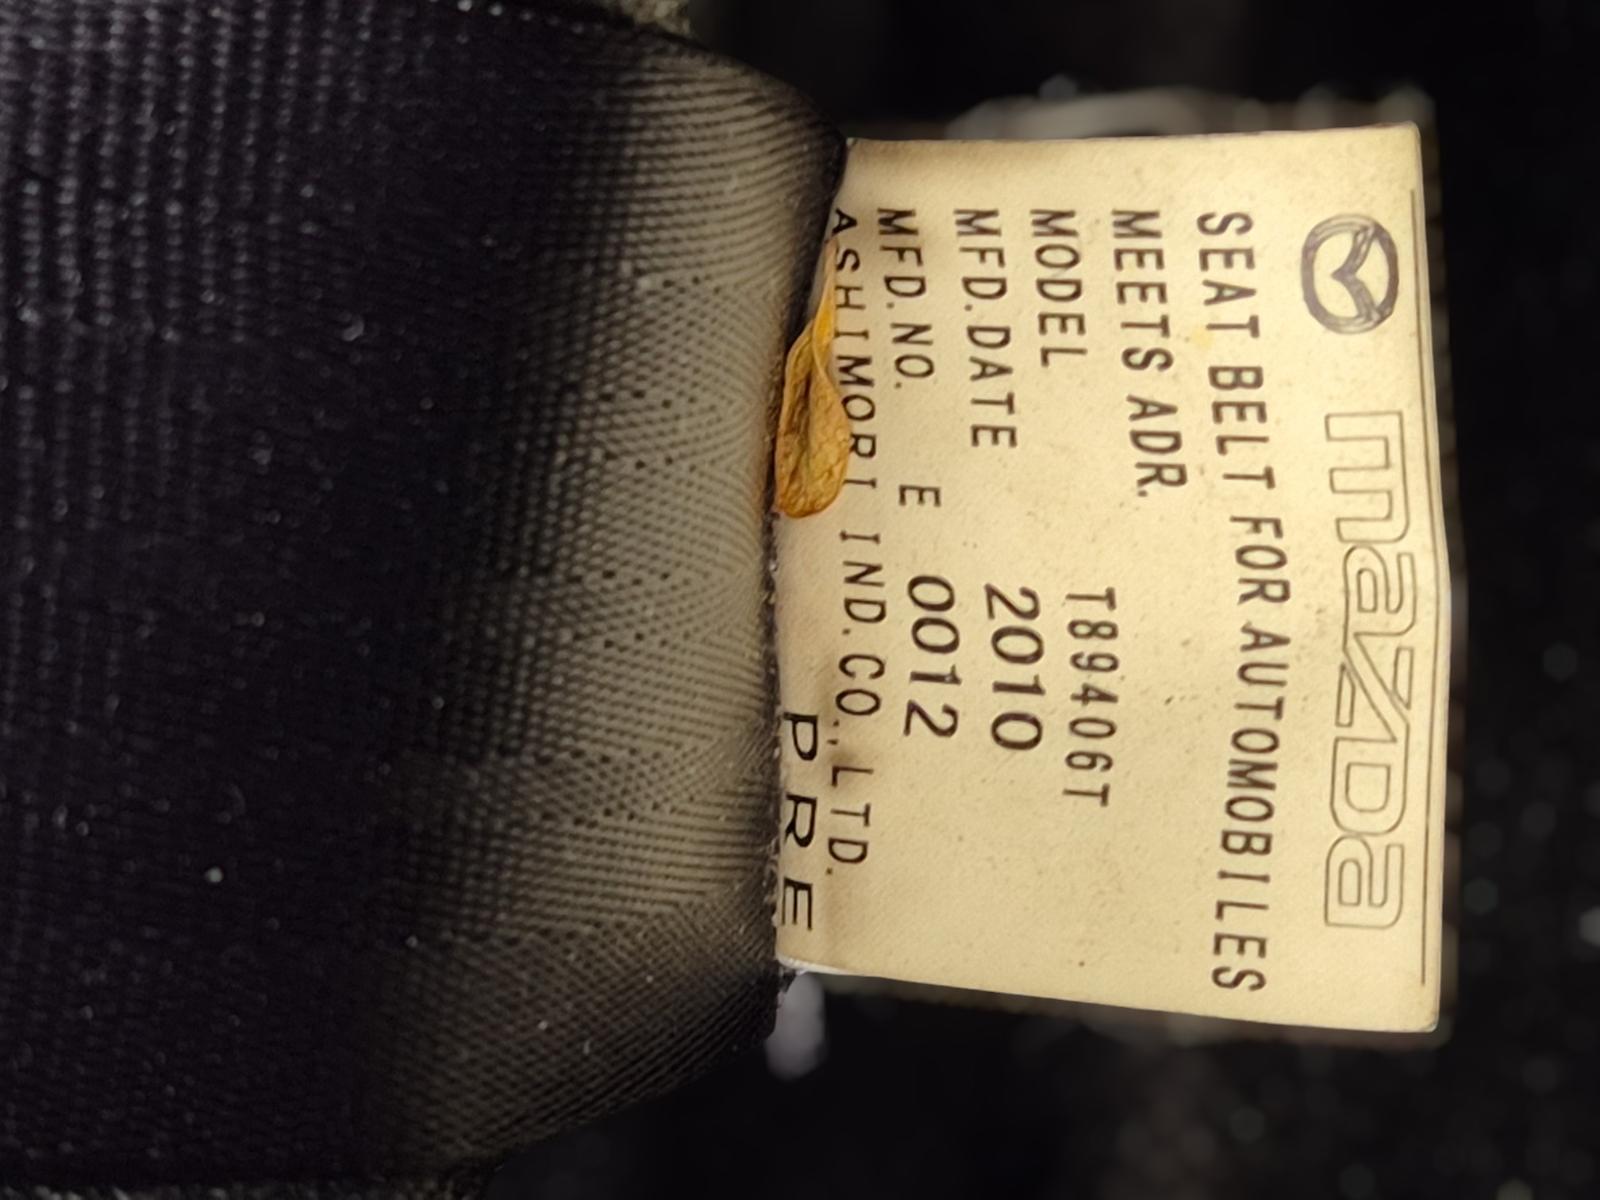 mazda
SEAT BELT FOR AUTOMOBILES
MEETS ADR.
MODEL T89406T
MFD.DATE 2010
MFD.NO. E 0012
ASHIMORI IND.CO.,LTD.
PRE